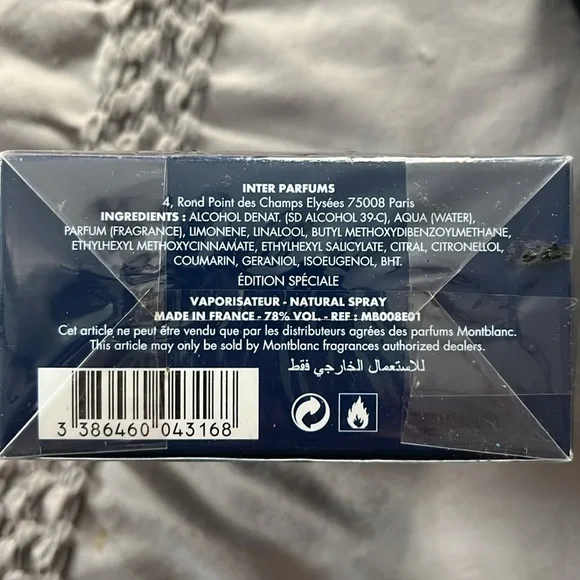 INTER PARFUMS
4, Rond Point des Champs Elysées 75008 Paris
INGREDIENTS : ALCOHOL DENAT. (SD ALCOHOL 39-C), AQUA (WATER),
PARFUM (FRAGRANCE), LIMONENE, LINALOOL, BUTYL METHOXYDIBENZOYLMETHANE,
ETHYLHEXYL METHOXYCINNAMATE, ETHYLHEXYL SALICYLATE, CITRAL, CITRONELLOL,
COUMARIN, GERANIOL, ISOEUGENOL, BHT.
ÉDITION SPÉCIALE
VAPORISATEUR - NATURAL SPRAY
MADE IN FRANCE - 78% VOL. - REF : MB008E01
Cet article ne peut être vendu que par les distributeurs agréés des parfums Montblanc.
This article may only be sold by Montblanc fragrances authorized dealers.
للاستعمال الخارجي فقط
3 386460 043168